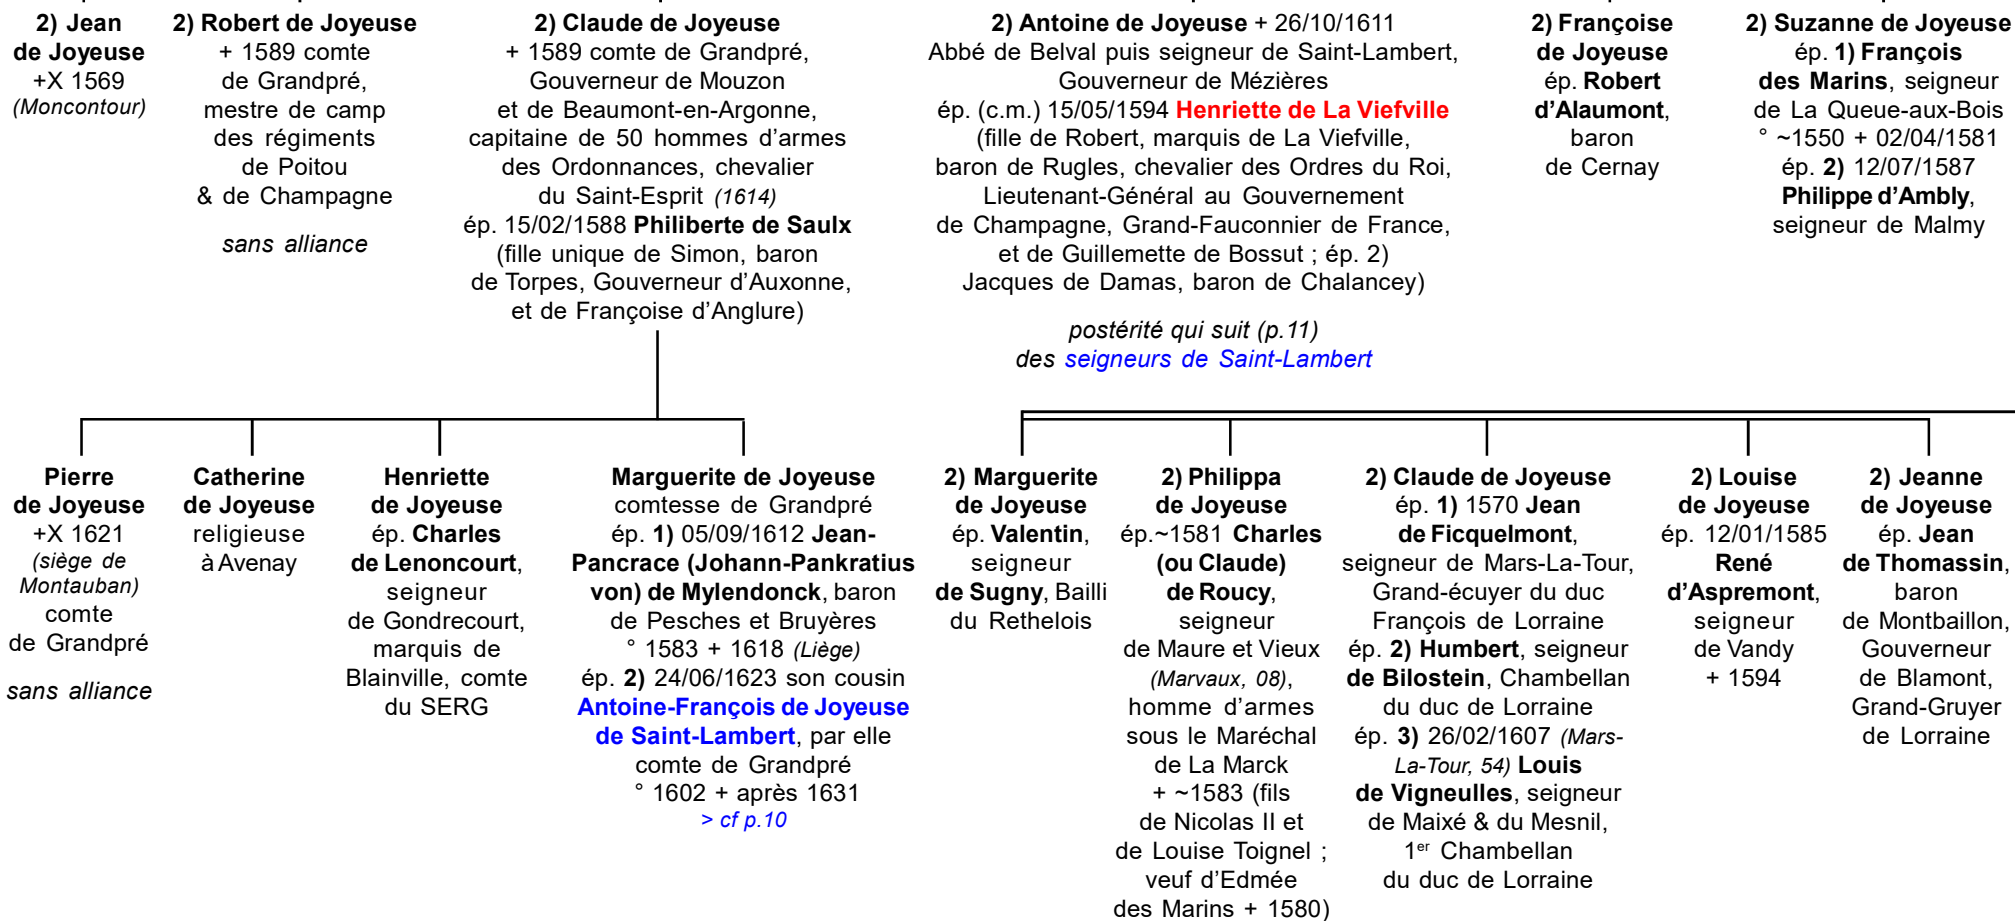 2) Jean
de Joyeuse
+X 1569
(Moncontour)
2) Robert de Joyeuse
+ 1589 comte
de Grandpré,
mestre de camp
des régiments
de Poitou
& de Champagne
sans alliance
2) Claude de Joyeuse
+ 1589 comte de Grandpré,
Gouverneur de Mouzon
et de Beaumont-en-Argonne,
capitaine de 50 hommes d'armes
des Ordonnances, chevalier
du Saint-Esprit (1614)
ép. 15/02/1588 Philiberte de Saulx
(fille unique de Simon, baron
de Torpes, Gouverneur d'Auxonne,
et de Françoise d'Anglure)
2) Antoine de Joyeuse + 26/10/1611
Abbé de Belval puis seigneur de Saint-Lambert,
Gouverneur de Mézières
ép. (c.m.) 15/05/1594 Henriette de La Viefville
(fille de Robert, marquis de La Viefville,
baron de Rugles, chevalier des Ordres du Roi,
Lieutenant-Général au Gouvernement
de Champagne, Grand-Fauconnier de France,
et de Guillemette de Bossut ; ép. 2)
Jacques de Damas, baron de Chalancey)
postérité qui suit (p.11)
des seigneurs de Saint-Lambert
2) Françoise
de Joyeuse
ép. Robert
d'Alaumont,
baron
de Cernay
2) Suzanne de Joyeuse
ép. 1) François
des Marins, seigneur
de La Queue-aux-Bois
° ~1550 + 02/04/1581
ép. 2) 12/07/1587
Philippe d'Ambly,
seigneur de Malmy
Pierre
de Joyeuse
+X 1621
(siège de
Montauban)
comte
de Grandpré
sans alliance
Catherine
de Joyeuse
religieuse
à Avenay
Henriette
de Joyeuse
ép. Charles
de Lenoncourt,
seigneur
de Gondrecourt,
marquis de
Blainville, comte
du SERG
Marguerite de Joyeuse
comtesse de Grandpré
ép. 1) 05/09/1612 Jean-
Pancrace (Johann-Pankratius
von) de Mylendonck, baron
de Pesches et Bruyères
° 1583 + 1618 (Liège)
ép. 2) 24/06/1623 son cousin
Antoine-François de Joyeuse
de Saint-Lambert, par elle
comte de Grandpré
° 1602 + après 1631
> cf p.10
2) Marguerite
de Joyeuse
ép. Valentin,
seigneur
de Sugny, Bailli
du Rethelois
2) Philippa
de Joyeuse
ép.~1581 Charles
(ou Claude)
de Roucy,
seigneur
de Maure et Vieux
(Marvaux, 08),
homme d'armes
sous le Maréchal
de La Marck
+ ~1583 (fils
de Nicolas II et
de Louise Toignel ;
veuf d'Edmée
des Marins + 1580)
2) Claude de Joyeuse
ép. 1) 1570 Jean
de Ficquelmont,
seigneur de Mars-La-Tour,
Grand-écuyer du duc
François de Lorraine
ép. 2) Humbert, seigneur
de Bilostein, Chambellan
du duc de Lorraine
ép. 3) 26/02/1607 (Mars-
La-Tour, 54) Louis
de Vigneulles, seigneur
de Maixé & du Mesnil,
1er Chambellan
du duc de Lorraine
2) Louise
de Joyeuse
ép. 12/01/1585
René
d'Aspremont,
seigneur
de Vandy
+ 1594
2) Jeanne
de Joyeuse
ép. Jean
de Thomassin,
baron
de Montbaillon,
Gouverneur
de Blamont,
Grand-Gruyer
de Lorraine